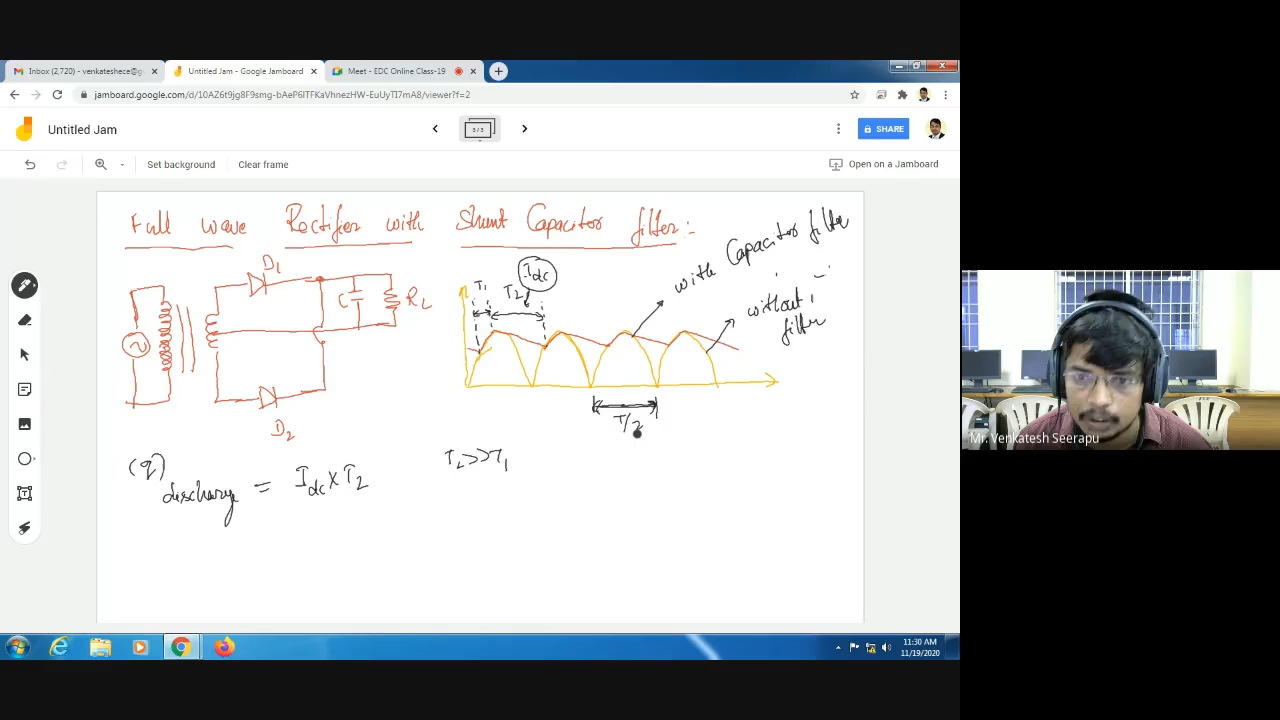 Inbox (2,720) - venkateshece@g
Untitled Jam - Google Jamboard
Meet - EDC Online Class-19
jamboard.google.com/d/10AZ6t9jg8F9smg-bAeP6lTFKaVhnezHW-EuUyTI7mA8/viewer?f=2
Untitled Jam
3/3
SHARE
Set background
Clear frame
Open on a Jamboard
Full wave Rectifier with Shunt Capacitor filter :-
D1
C
RL
D2
T1
T2
Idc
with Capacitor filter
without filter
T/2
(q)discharge = Idc x T2
T2 >> T1
Mr. Venkatesh Seerapu
11:30 AM
11/19/2020